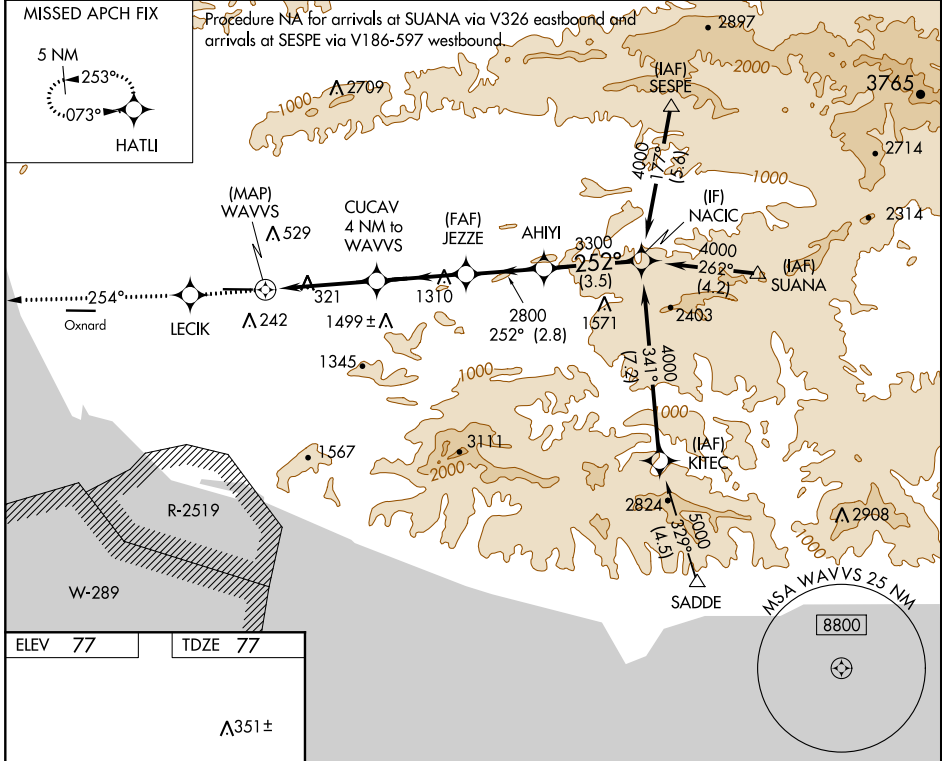 MISSED APCH FIX
5 NM
253°
073°
HATLI
Procedure NA for arrivals at SUANA via V326 eastbound and
arrivals at SESPE via V186-597 westbound.
2897
2000
(IAF)
SESPE
3765
2709
1000
2714
4000
177°
(5.6)
1000
(IF)
NACIC
2314
(MAP)
WAVVS
529
CUCAV
4 NM to
WAVVS
(FAF)
JEZZE
AHIYI
3300
252°
(3.5)
4000
262°
(4.2)
(IAF)
SUANA
254°
Oxnard
LECIK
321
242
1310
1499±
2800
252° (2.8)
1571
2403
1345
1000
4000
341°
(7.2)
1000
1567
3111
2000
(IAF)
KITEC
R-2519
2824
5000
329°
(4.5)
2908
1000
W-289
SADDE
MSA WAVVS 25 NM
8800
ELEV 77
TDZE 77
351±